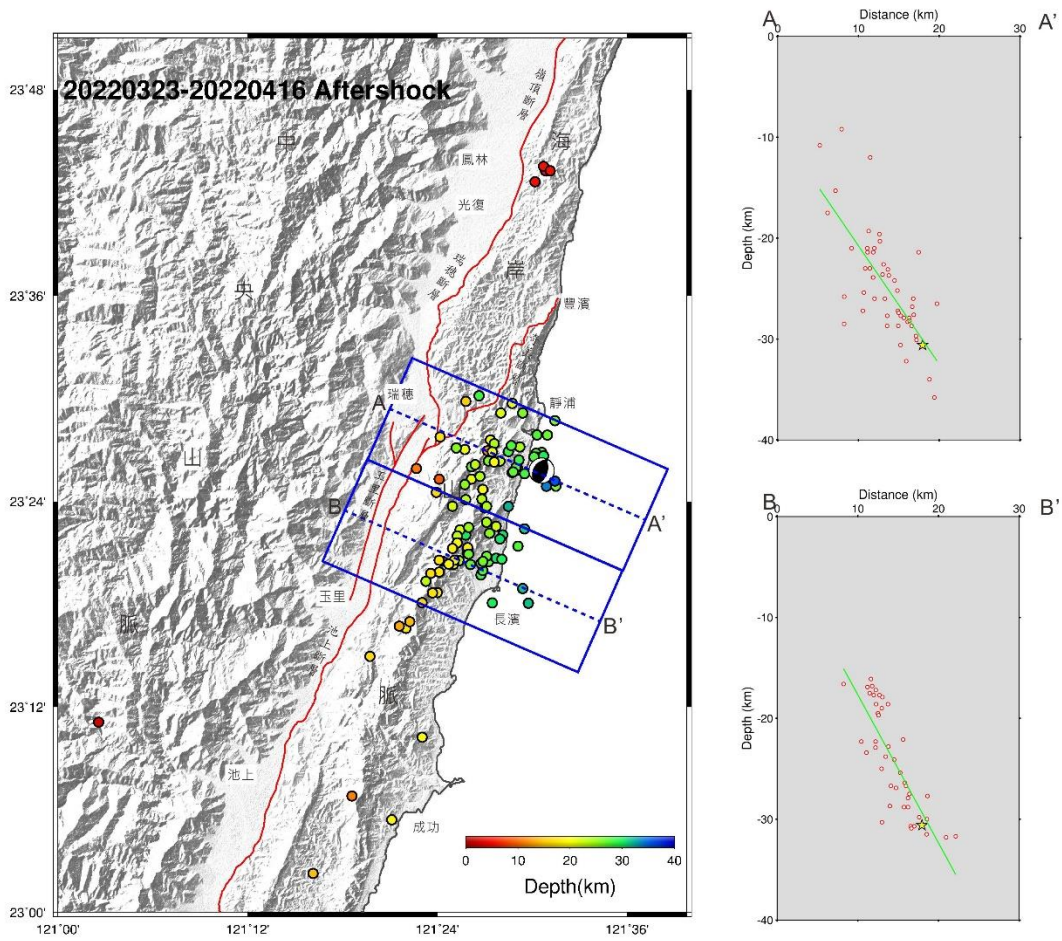 20220323-20220416 Aftershock
中
央
山
脈
海
岸
脈
嶺頂斷層
鳳林
光復
瑞穗斷層
豐濱
瑞穗
靜浦
A
A'
B
B'
玉里
池上斷層
長濱
池上
成功
0 10 20 30 40
Depth(km)
23˚48'
23˚36'
23˚24'
23˚12'
23˚00'
121˚00' 121˚12' 121˚24' 121˚36'
A A'
Distance (km)
0 10 20 30
0
-10
-20
-30
-40
Depth (km)
B B'
Distance (km)
0 10 20 30
0
-10
-20
-30
-40
Depth (km)